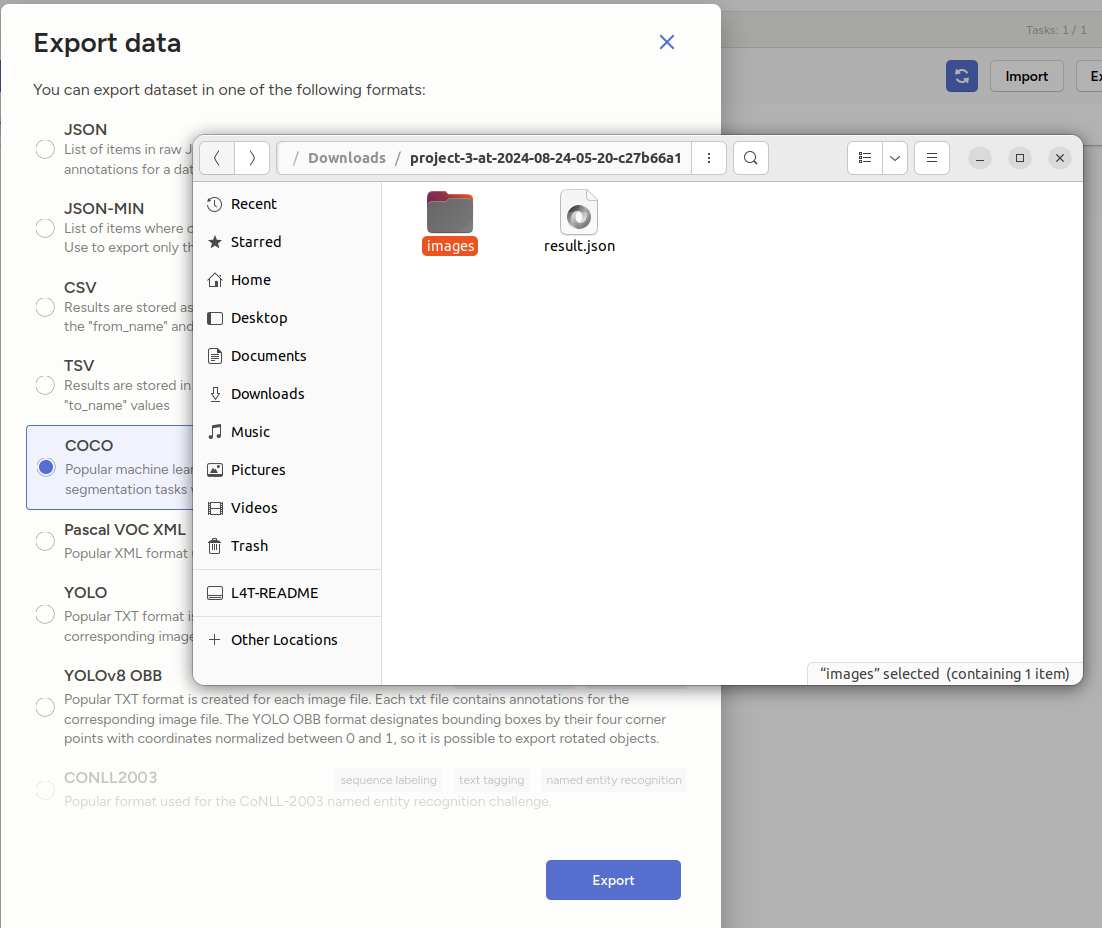 Export data
You can export dataset in one of the following formats:
Tasks: 1 / 1
Import
JSON
List of items in raw
annotations for a
JSON-MIN
List of items where
Use to export only
CSV
Results are stored as
the "from_name" and
TSV
Results are stored in
"to_name" values
COCO
Popular machine
segmentation tasks
Pascal VOC XML
Popular XML format
YOLO
Popular TXT format
corresponding
YOLOv8 OBB
Popular TXT format is created for each image file. Each txt file contains annotations for the
corresponding image file. The YOLO OBB format designates bounding boxes by their four corner
points with coordinates normalized between 0 and 1, so it is possible to export rotated objects.
CONLL2003
sequence labeling
text tagging
named entity recognition
Popular format used for the CoNLL-2003 named entity recognition challenge.
Export
/ Downloads / project-3-at-2024-08-24-05-20-c27b66a1
Recent
Starred
Home
Desktop
Documents
Downloads
Music
Pictures
Videos
Trash
L4T-README
+ Other Locations
images
result.json
“images” selected (containing 1 item)